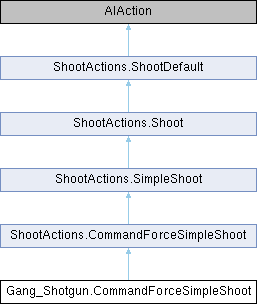 AIAction
ShootActions.ShootDefault
ShootActions.Shoot
ShootActions.SimpleShoot
ShootActions.CommandForceSimpleShoot
Gang_Shotgun.CommandForceSimpleShoot